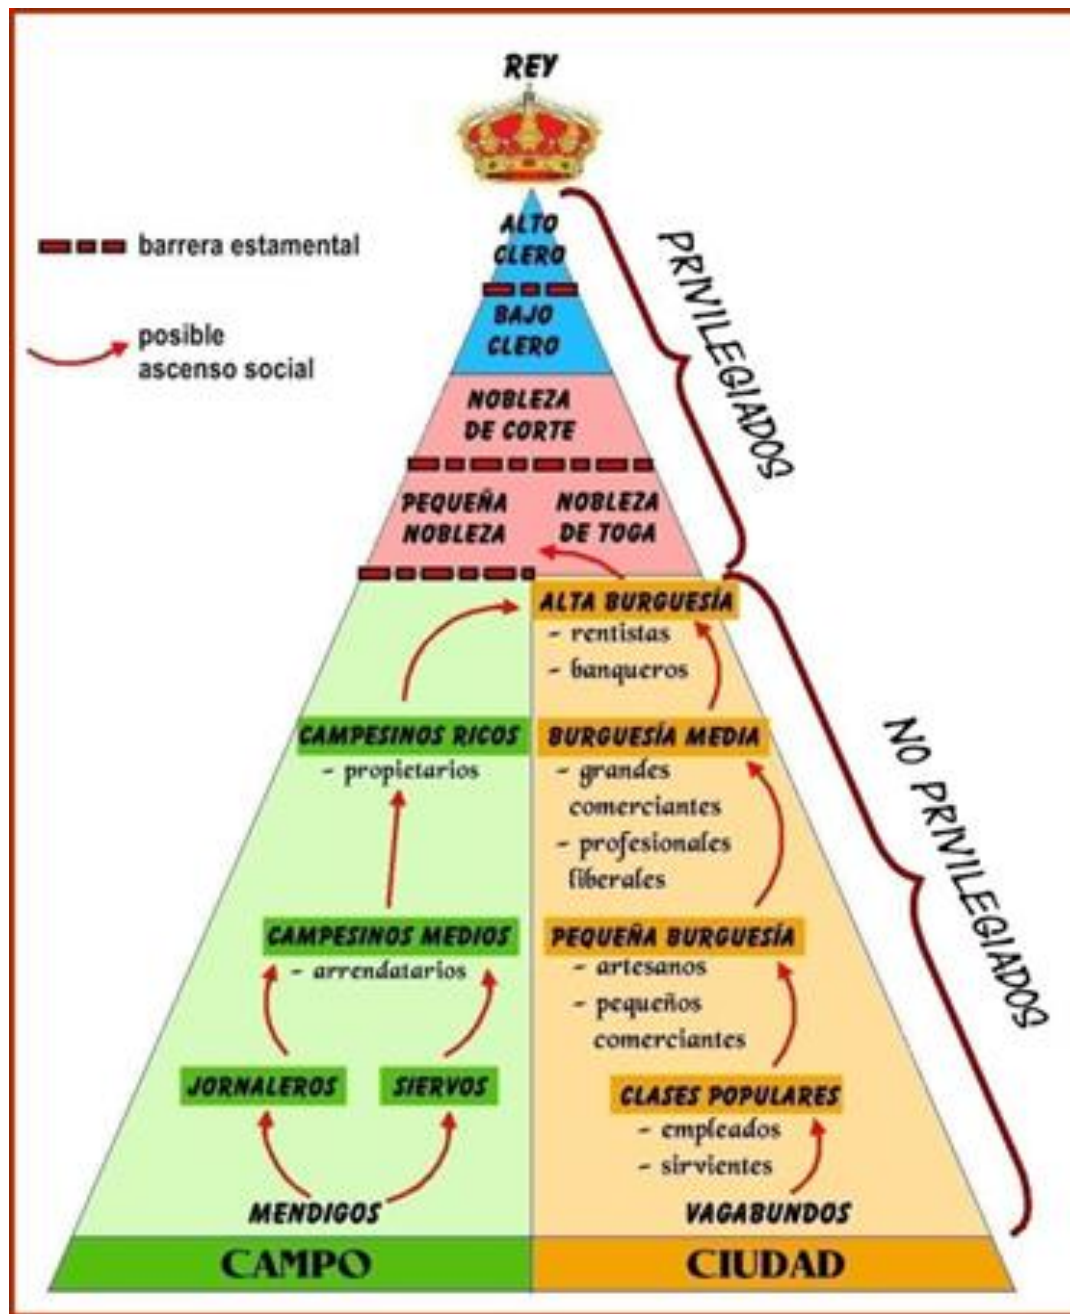 REY
ALTO
CLERO
barrera estamental
BAJO
CLERO
posible
ascenso social
PRIVILEGIADOS
NOBLEZA
DE CORTE
PEQUEÑA
NOBLEZA
NOBLEZA
DE TOGA
ALTA BURGUESÍA
- rentistas
- banqueros
CAMPESINOS RICOS
- propietarios
BURGUESÍA MEDIA
- grandes
comerciantes
- profesionales
liberales
NO PRIVILEGIADOS
CAMPESINOS MEDIOS
- arrendatarios
PEQUEÑA BURGUESÍA
- artesanos
- pequeños
comerciantes
JORNALEROS
SIERVOS
CLASES POPULARES
- empleados
- sirvientes
MENDIGOS
VAGABUNDOS
CAMPO
CIUDAD